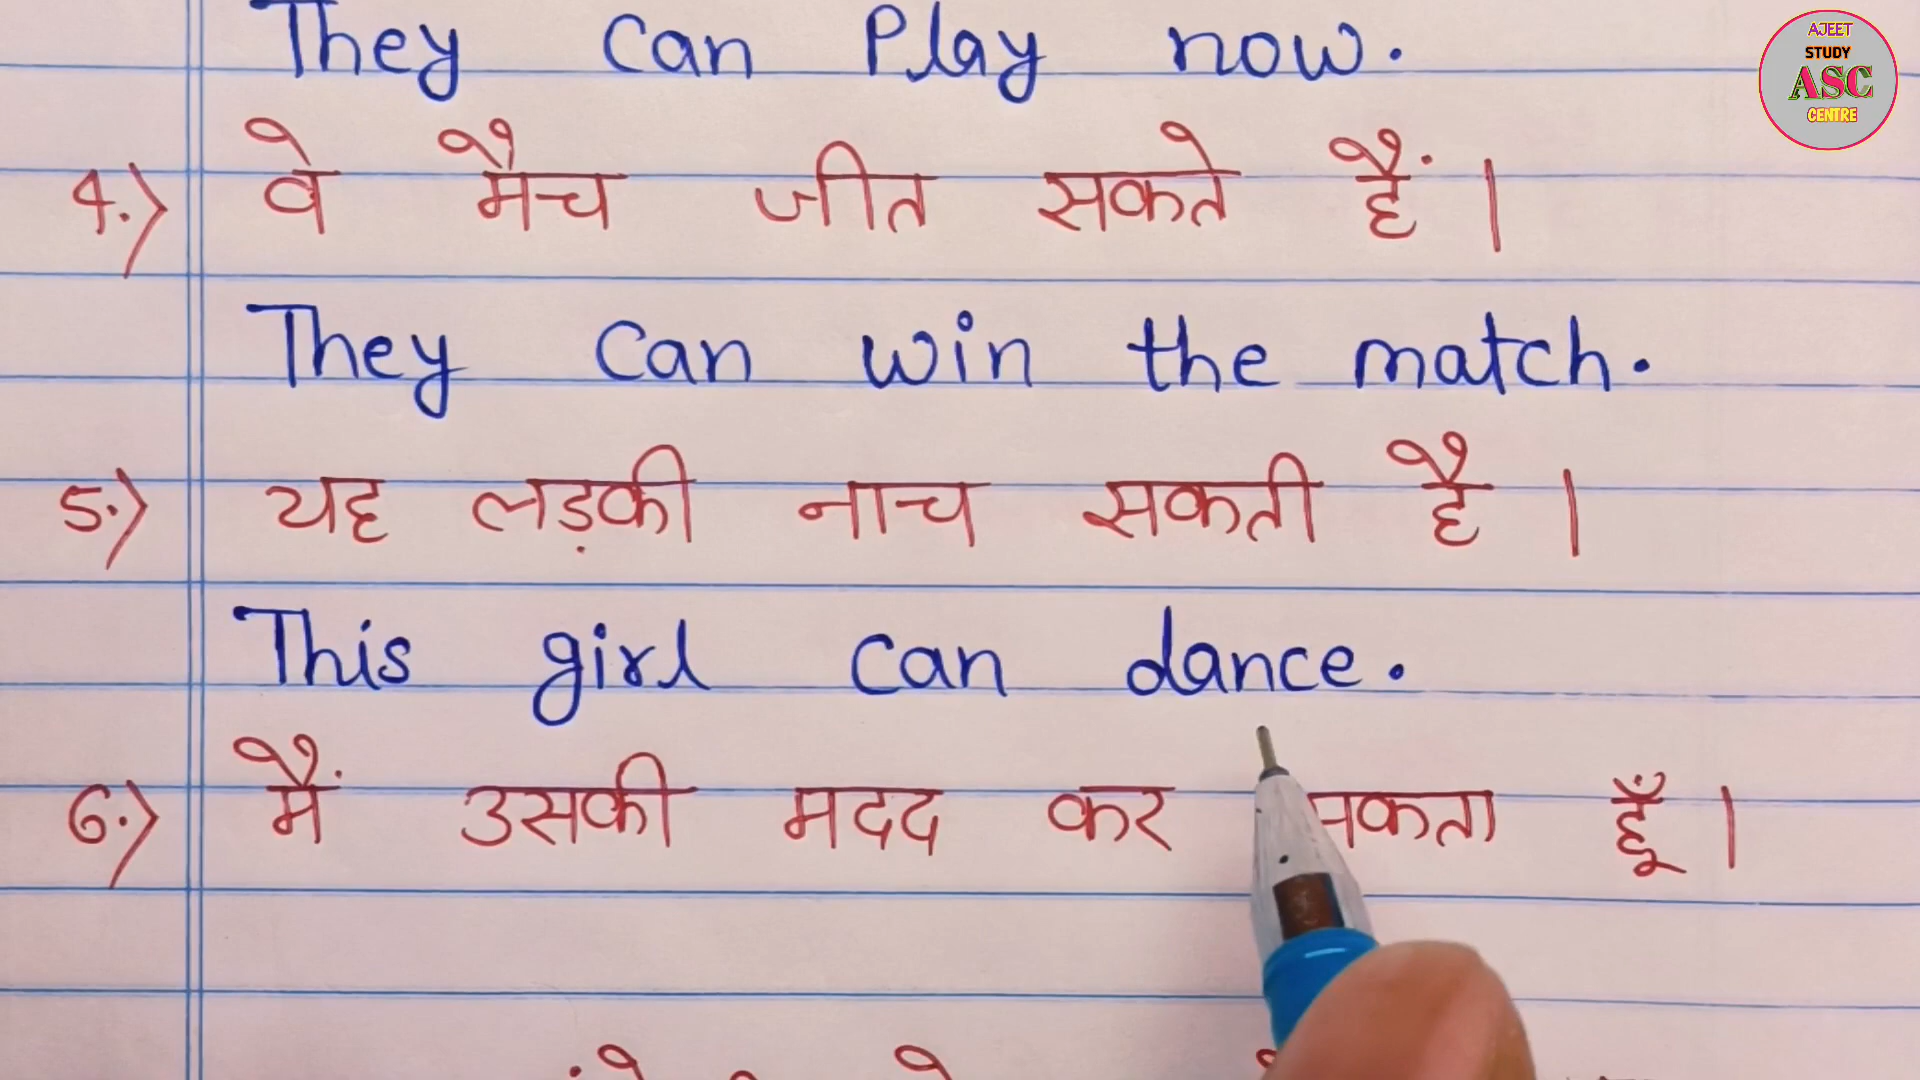 They can Play now.
4.) वे मैच जीत सकते हैं।
They can win the match.
5.) यह लड़की नाच सकती है।
This girl can dance.
6.) मैं उसकी मदद कर सकता हूँ।
AJEET
STUDY
ASC
CENTRE